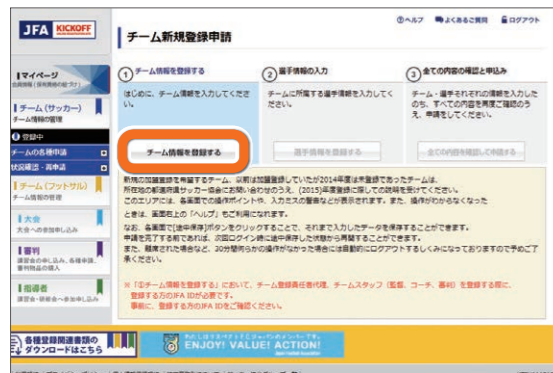 JFA KICKOFF
ヘルプ よくあるご質問 ログアウト
チーム新規登録申請
マイページ
チーム（サッカー）
チーム情報の管理
登録中
チームの各種申請
状況確認・再申請
チーム（フットサル）
チーム情報の管理
大会
大会への参加申し込み
審判
指導者
1 チーム情報を登録する
はじめに、チーム情報を入力してください。
チーム情報を登録する
2 選手情報の入力
チームに所属する選手情報を入力してください。
選手情報を登録する
3 全ての内容の確認と申込み
チーム・選手それぞれの情報を入力したのち、すべての内容を再度ご確認のうえ、申請をしてください。
全ての内容を確認して申請する
新規の加盟登録を希望するチーム、以前は加盟登録していたが2014年度は未登録であったチームは、
所在地の都道府県サッカー協会にお問い合わせのうえ、(2015)年度登録に際しての説明を受けてください。
このエリアには、各画面での操作ポイントや、入力ミスの警告などが表示されます。また、操作がわからなくなった
ときは、画面右上の「ヘルプ」もご利用になれます。
なお、各画面で[途中保存]ボタンをクリックすることで、それまで入力したデータを保存することができます。
申請を完了する前であれば、次回ログイン時に途中保存した状態から再開することができます。
また、離席された場合など、30分間何らかの操作がなかった場合には自動的にログアウトするしくみになっておりますので予めご了
承ください。
※「①チーム情報を登録する」において、チーム登録責任者代理、チームスタッフ（監督、コーチ、審判）を登録する際に、
登録する方のJFA IDが必要です。
事前に、登録する方のJFA IDをご確認ください。
各種登録関連書類の
ダウンロードはこちら
ENJOY! VALUE! ACTION!